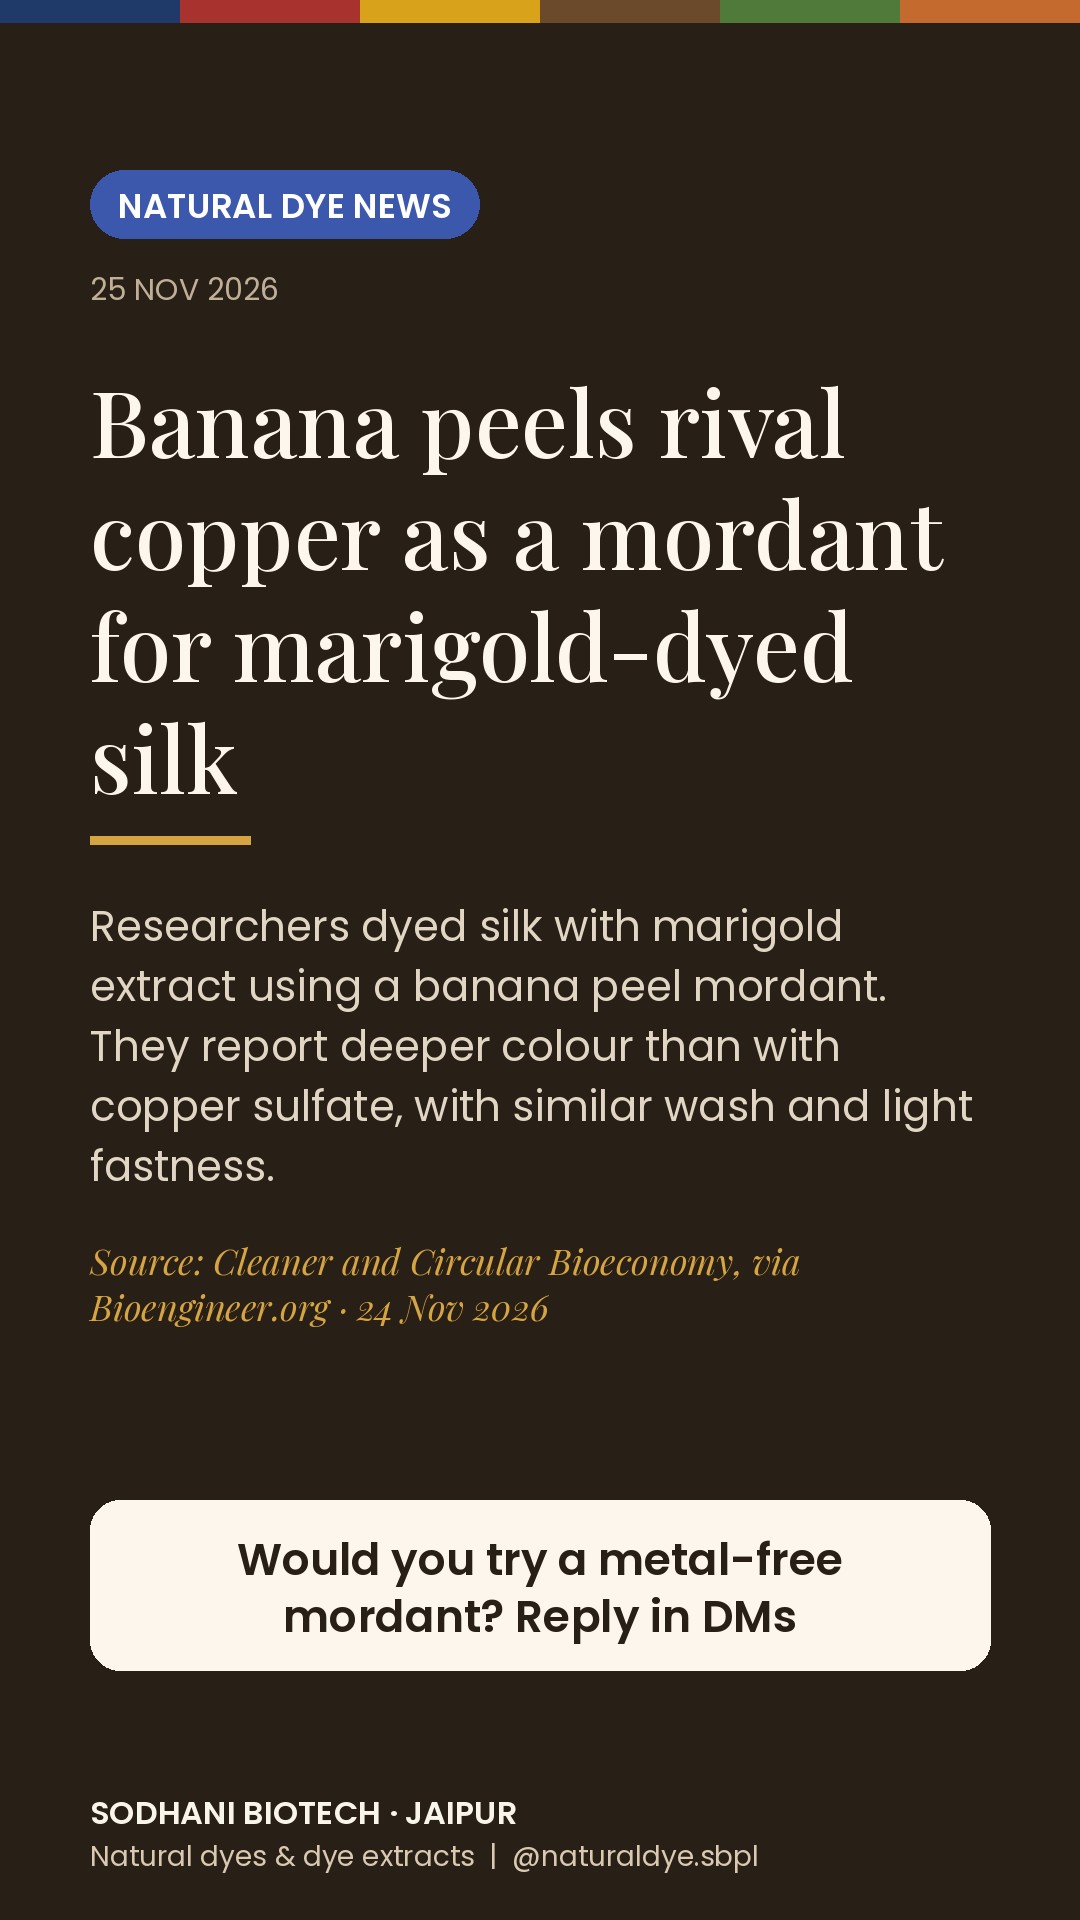 NATURAL DYE NEWS
25 NOV 2026
Banana peels rival
copper as a mordant
for marigold-dyed
silk
Researchers dyed silk with marigold
extract using a banana peel mordant.
They report deeper colour than with
copper sulfate, with similar wash and light
fastness.
Source: Cleaner and Circular Bioeconomy, via
Bioengineer.org · 24 Nov 2026
Would you try a metal-free
mordant? Reply in DMs
SODHANI BIOTECH · JAIPUR
Natural dyes & dye extracts | @naturaldye.sbpl